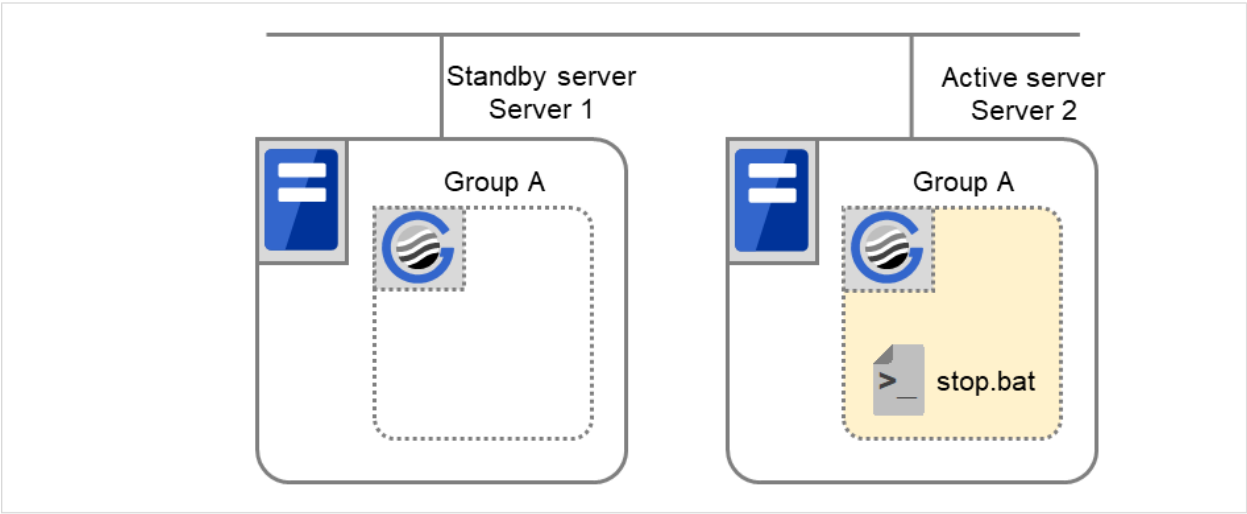 Standby server
Server 1
Active server
Server 2
Group A
Group A
>_
stop.bat